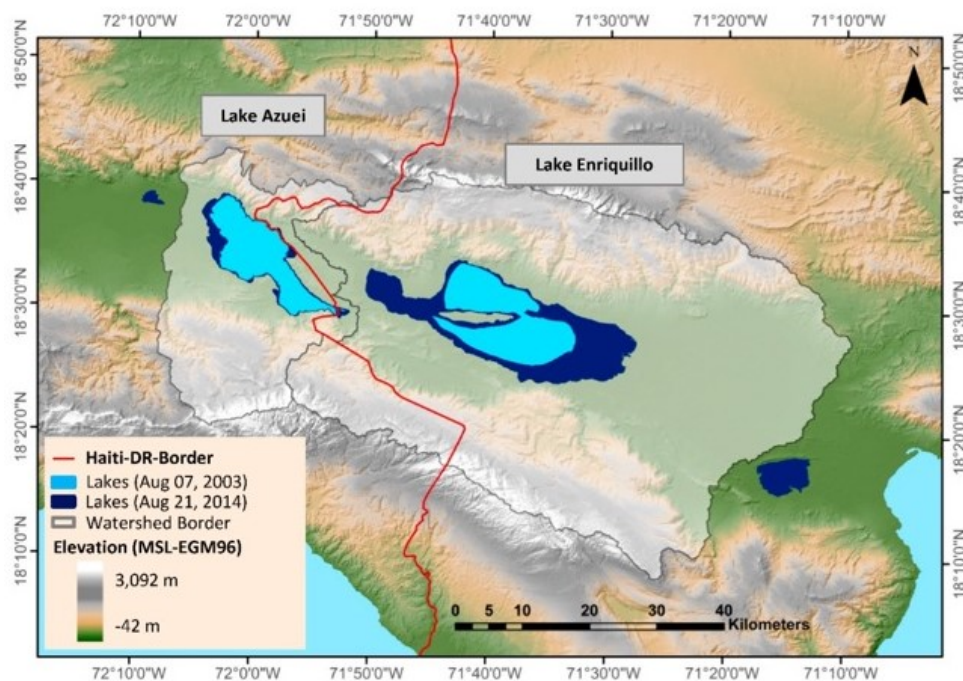 72°10'0"W 72°0'0"W 71°50'0"W 71°40'0"W 71°30'0"W 71°20'0"W 71°10'0"W
18°50'0"N
18°50'0"N
N
Lake Azuei
Lake Enriquillo
18°40'0"N
18°40'0"N
18°30'0"N
18°30'0"N
18°20'0"N
18°20'0"N
18°10'0"N
18°10'0"N
Haiti-DR-Border
Lakes (Aug 07, 2003)
Lakes (Aug 21, 2014)
Watershed Border
Elevation (MSL-EGM96)
3,092 m
-42 m
0 5 10 20 30 40
Kilometers
72°10'0"W 72°0'0"W 71°50'0"W 71°40'0"W 71°30'0"W 71°20'0"W 71°10'0"W